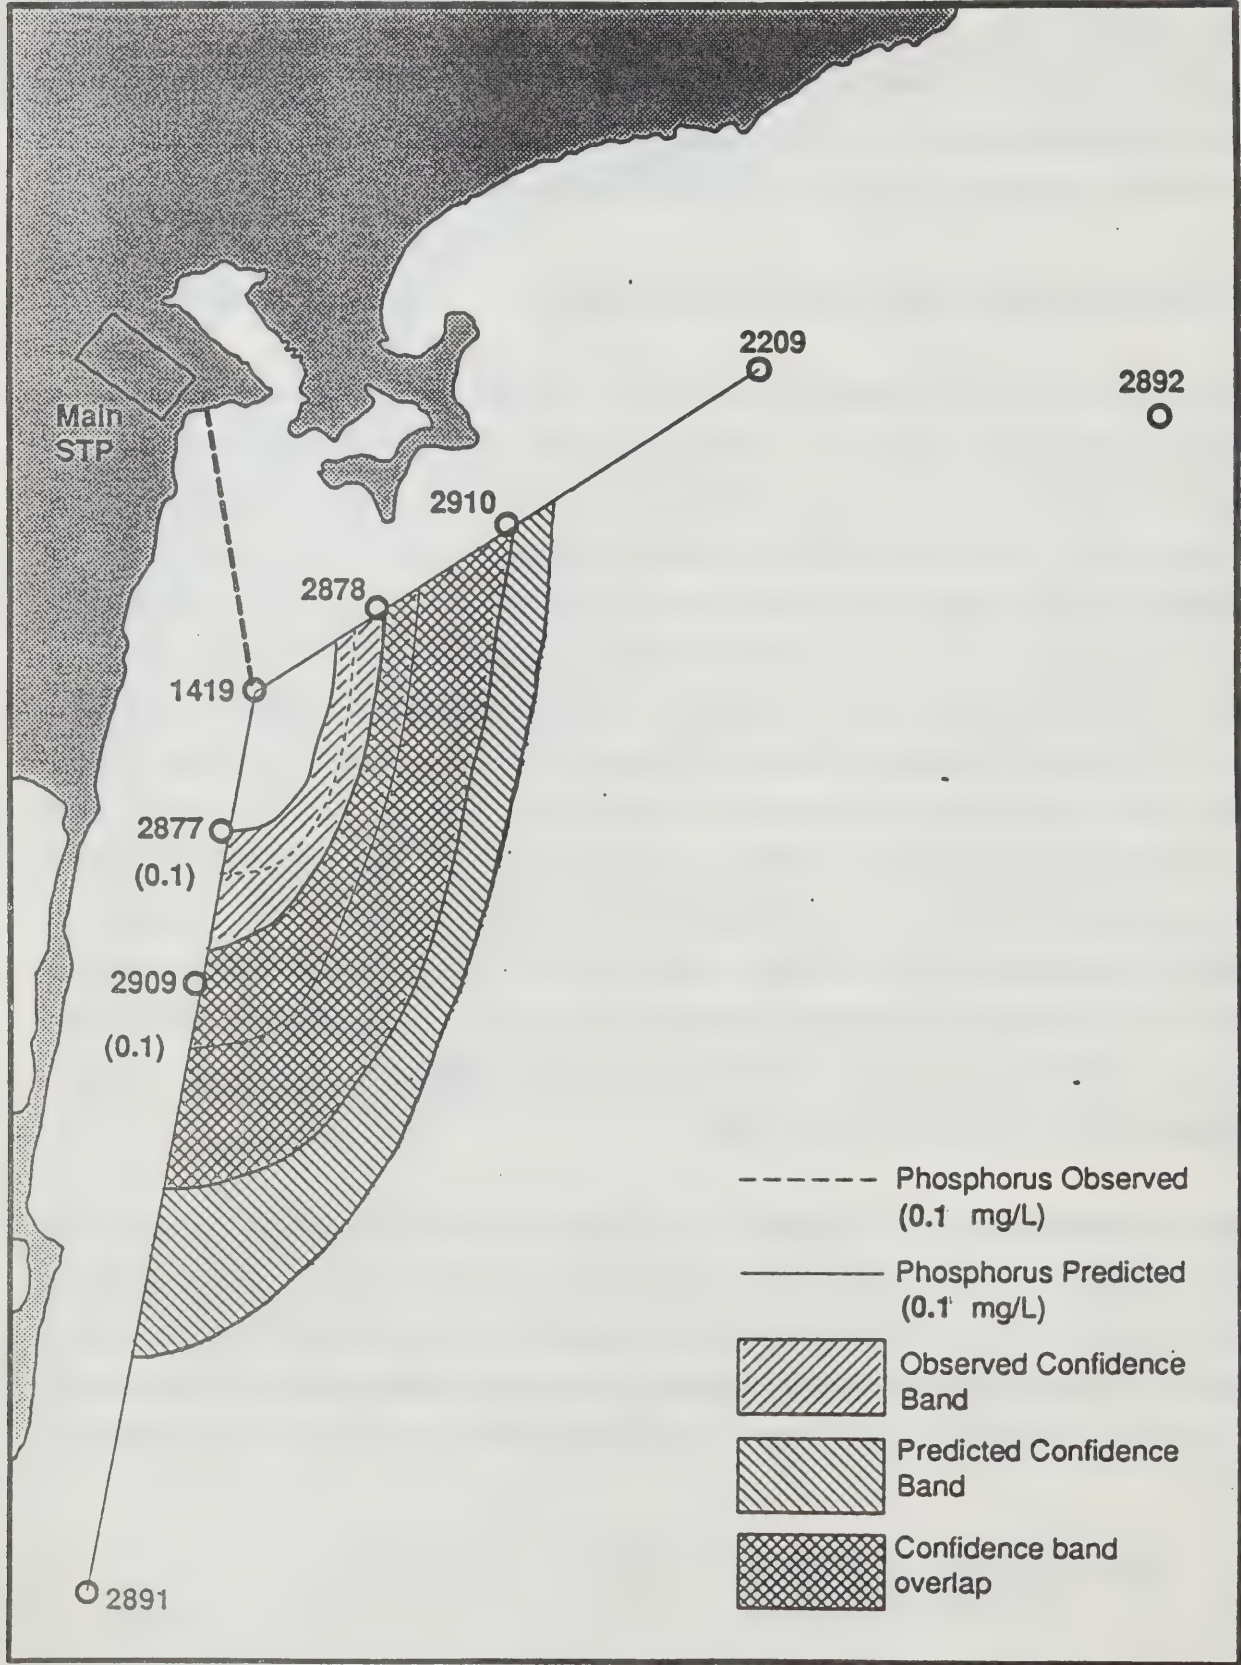 2209
2892
Main
STP
2910
2878
1419
2877
(0.1)
2909
(0.1)
Phosphorus Observed
(0.1 mg/L)
Phosphorus Predicted
(0.1 mg/L)
Observed Confidence
Band
Predicted Confidence
Band
Confidence band
overlap
2891